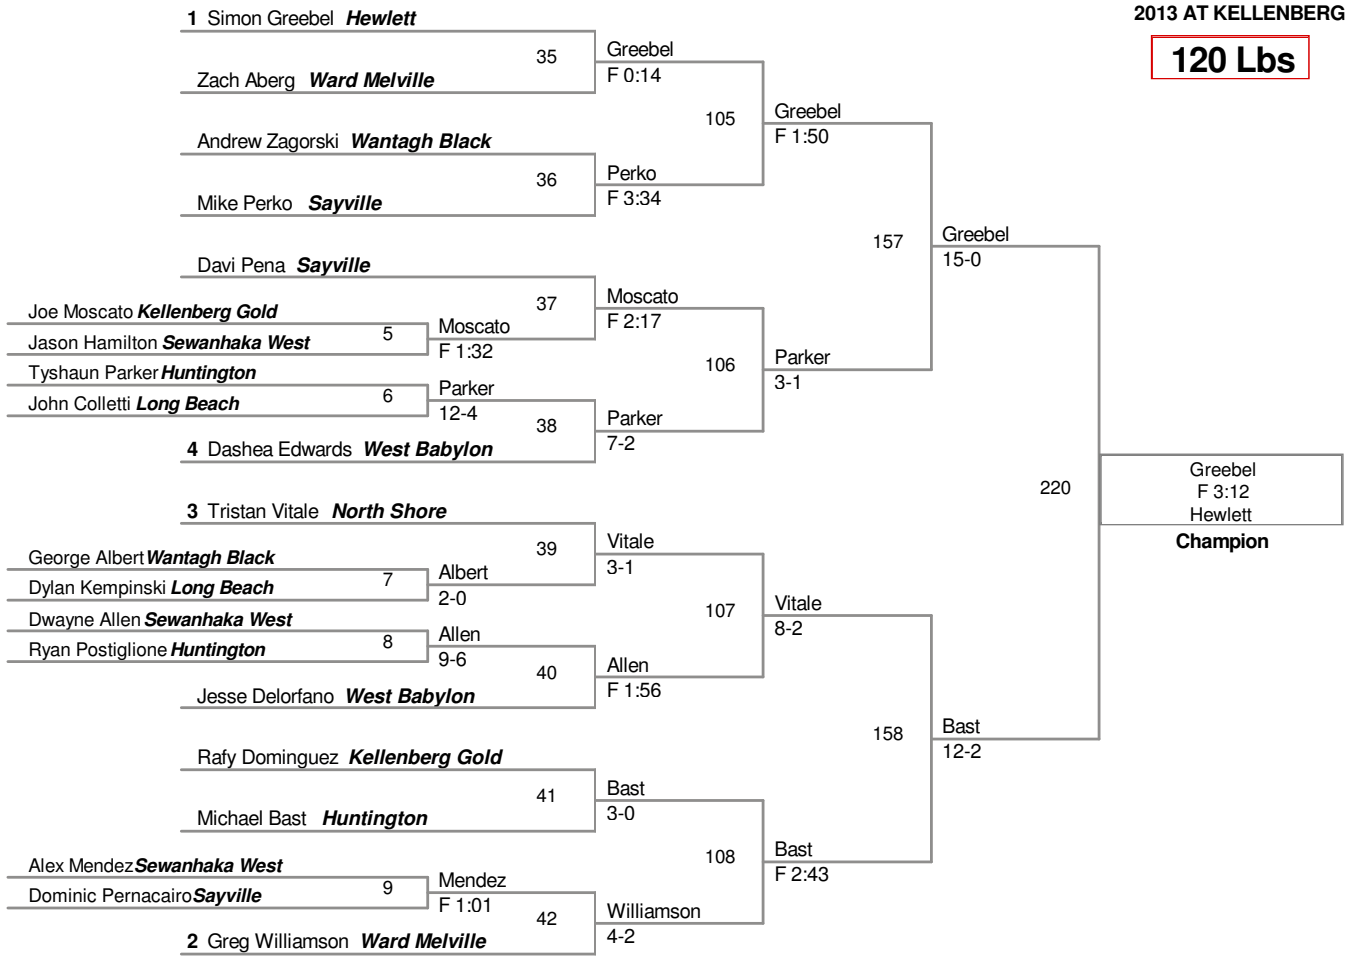 2013 AT KELLENBERG
120 Lbs
1 Simon Greebel Hewlett
35
Greebel
F 0:14
Zach Aberg Ward Melville
105
Greebel
F 1:50
Andrew Zagorski Wantagh Black
36
Perko
F 3:34
Mike Perko Sayville
157
Greebel
15-0
Davi Pena Sayville
37
Moscato
F 2:17
Joe Moscato Kellenberg Gold
5
Moscato
F 1:32
Jason Hamilton Sewanhaka West
106
Parker
3-1
Tyshaun Parker Huntington
6
Parker
12-4
John Colletti Long Beach
38
Parker
7-2
4 Dashea Edwards West Babylon
220
Greebel
F 3:12
Hewlett
Champion
3 Tristan Vitale North Shore
39
Vitale
3-1
George Albert Wantagh Black
7
Albert
2-0
Dylan Kempinski Long Beach
107
Vitale
8-2
Dwayne Allen Sewanhaka West
8
Allen
9-6
Ryan Postiglione Huntington
40
Allen
F 1:56
Jesse Delorfano West Babylon
158
Bast
12-2
Rafy Dominguez Kellenberg Gold
41
Bast
3-0
Michael Bast Huntington
108
Bast
F 2:43
Alex Mendez Sewanhaka West
9
Mendez
F 1:01
Dominic Pernacairo Sayville
42
Williamson
4-2
2 Greg Williamson Ward Melville